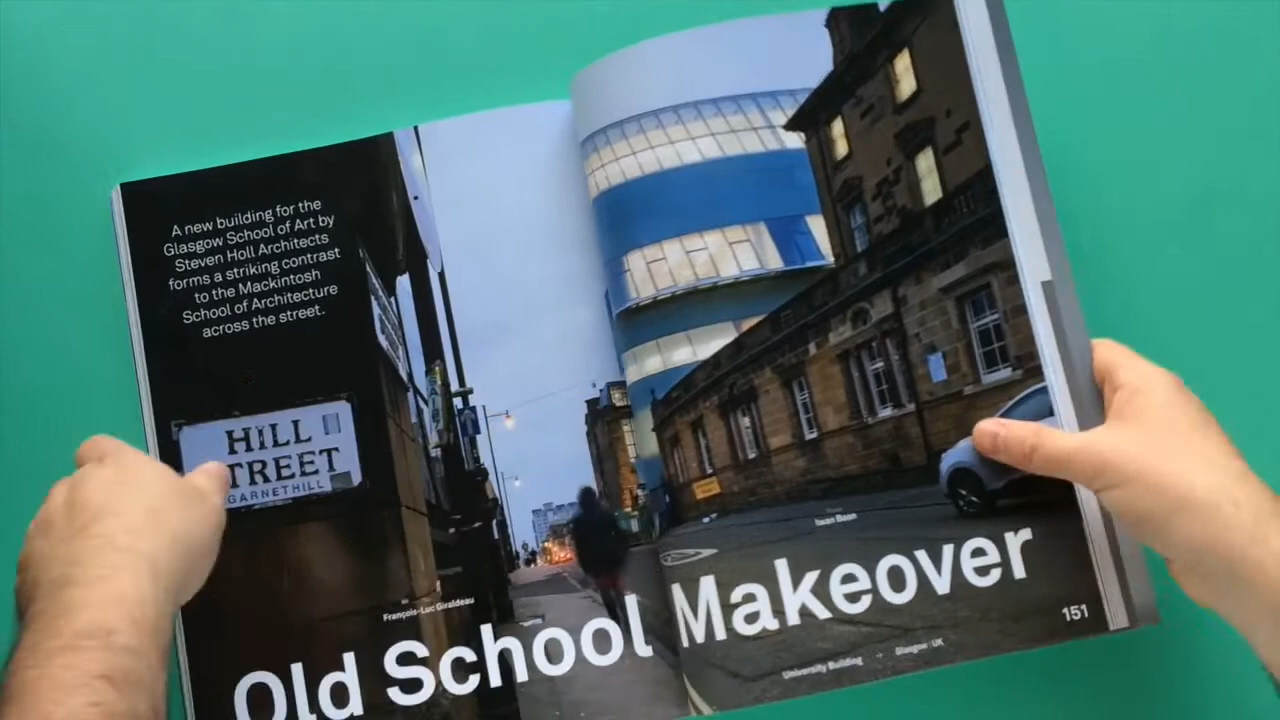 A new building for the
Glasgow School of Art by
Steven Holl Architects
forms a striking contrast
to the Mackintosh
School of Architecture
across the street.
HILL
STREET
GARNETHILL
François-Luc Giraldeau
Iwan Baan
Old School Makeover
University Building → Glasgow UK
151